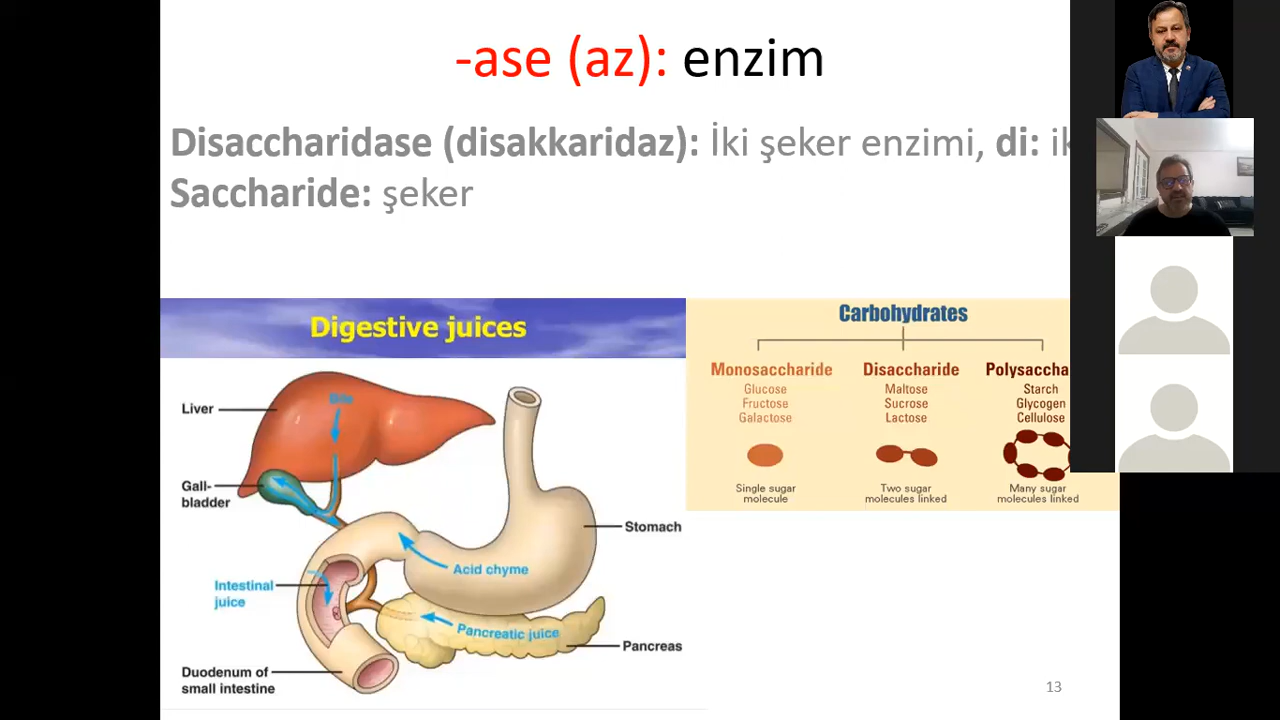 -ase (az): enzim
Disaccharidase (disakkaridaz): İki şeker enzimi, di:
Saccharide: şeker
Digestive juices
Liver
Bile
Gall-
bladder
Stomach
Acid chyme
Intestinal
juice
Pancreatic juice
Pancreas
Duodenum of
small intestine
Carbohydrates
Monosaccharide
Glucose
Fructose
Galactose
Single sugar
molecule
Disaccharide
Maltose
Sucrose
Lactose
Two sugar
molecules linked
Polysaccha
Starch
Glycogen
Cellulose
Many sugar
molecules linked
13